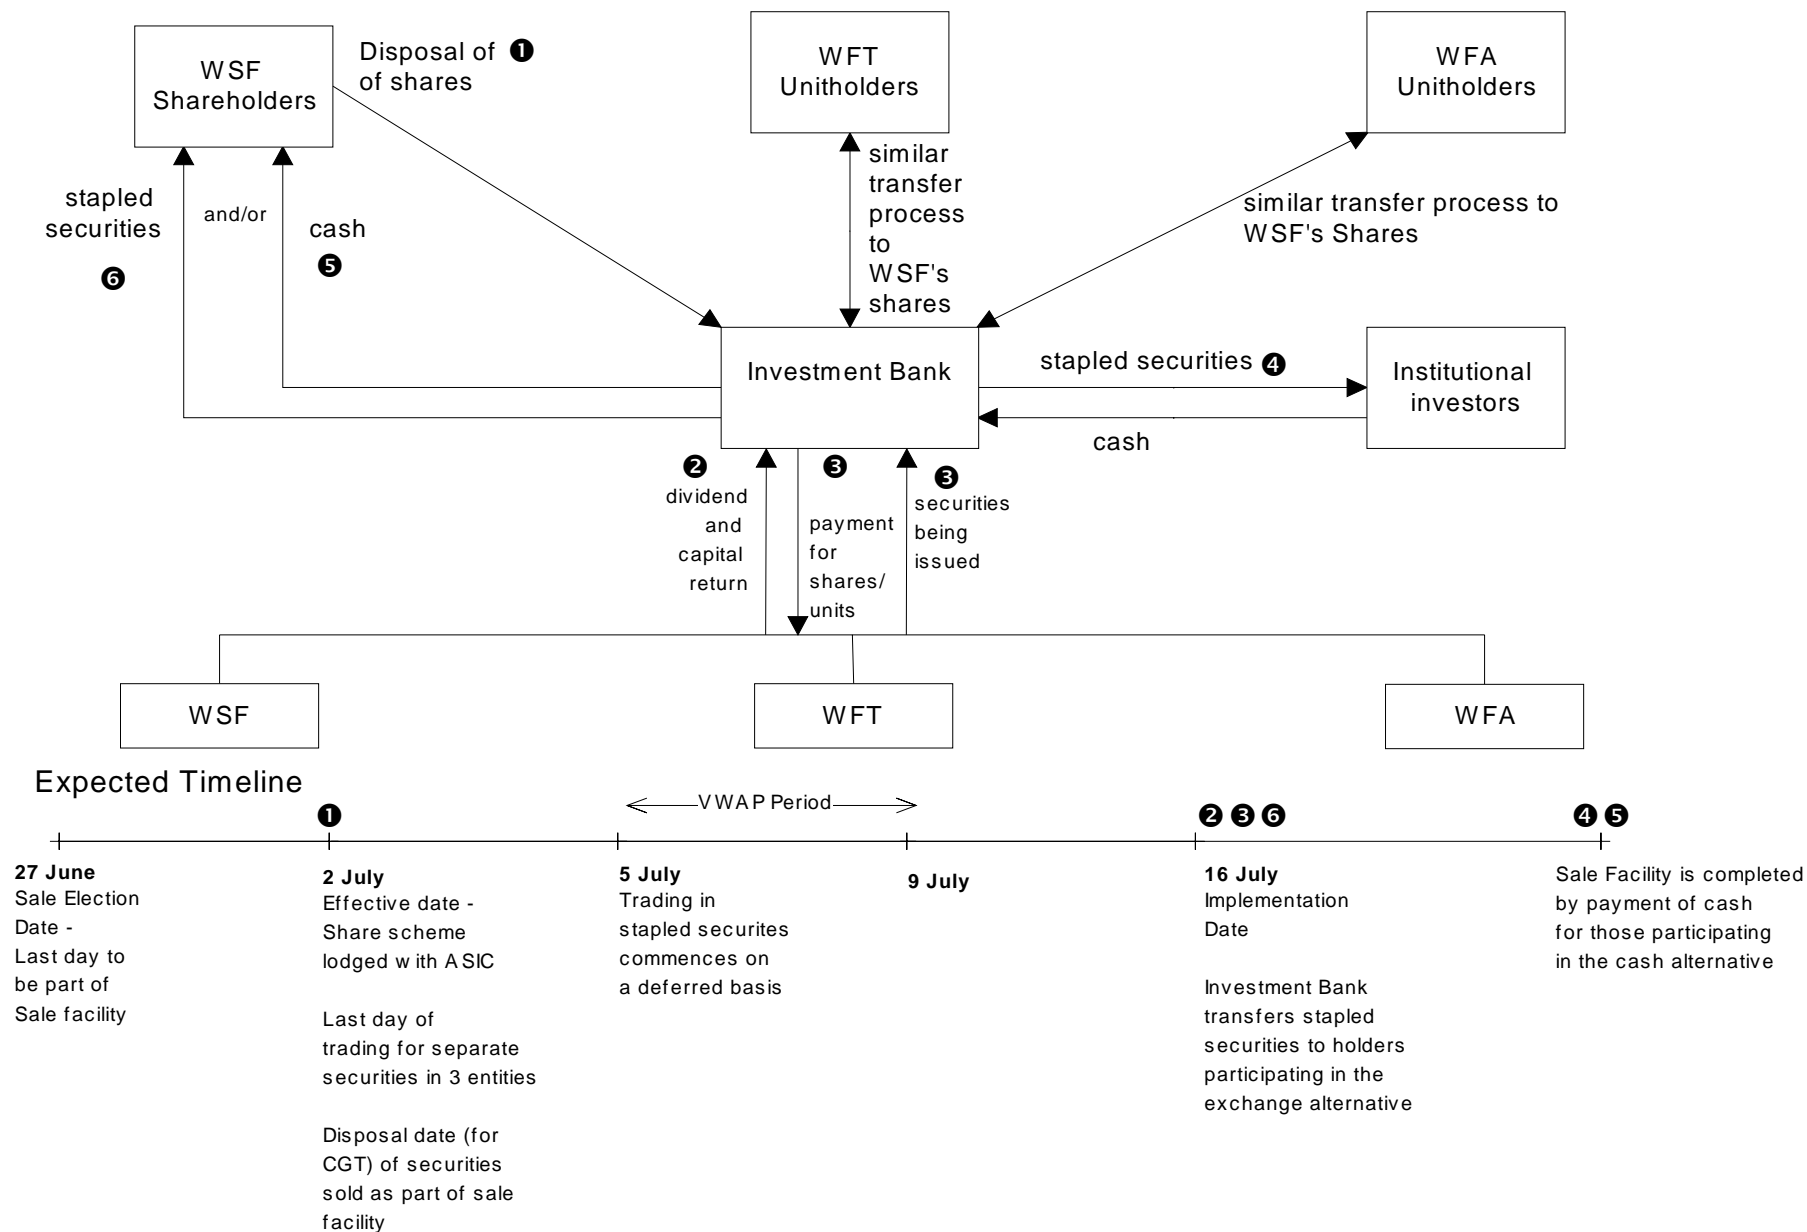 WSF
Shareholders
Disposal of ❶
of shares
WFT
Unitholders
WFA
Unitholders
stapled
securities
❻
and/or
cash
❺
similar
transfer
process
to
WSF's
shares
similar transfer process to
WSF's Shares
Investment Bank
stapled securities ❹
Institutional
investors
cash
❷
dividend
and
capital
return
❸
payment
for
shares/
units
❸
securities
being
issued
WSF
WFT
WFA
Expected Timeline
❶
VWAP Period
❷ ❸ ❻
❹ ❺
27 June
Sale Election
Date -
Last day to
be part of
Sale facility
2 July
Effective date -
Share scheme
lodged with ASIC
Last day of
trading for separate
securities in 3 entities
Disposal date (for
CGT) of securities
sold as part of sale
facility
5 July
Trading in
stapled securites
commences on
a deferred basis
9 July
16 July
Implementation
Date
Investment Bank
transfers stapled
securities to holders
participating in the
exchange alternative
Sale Facility is completed
by payment of cash
for those participating
in the cash alternative